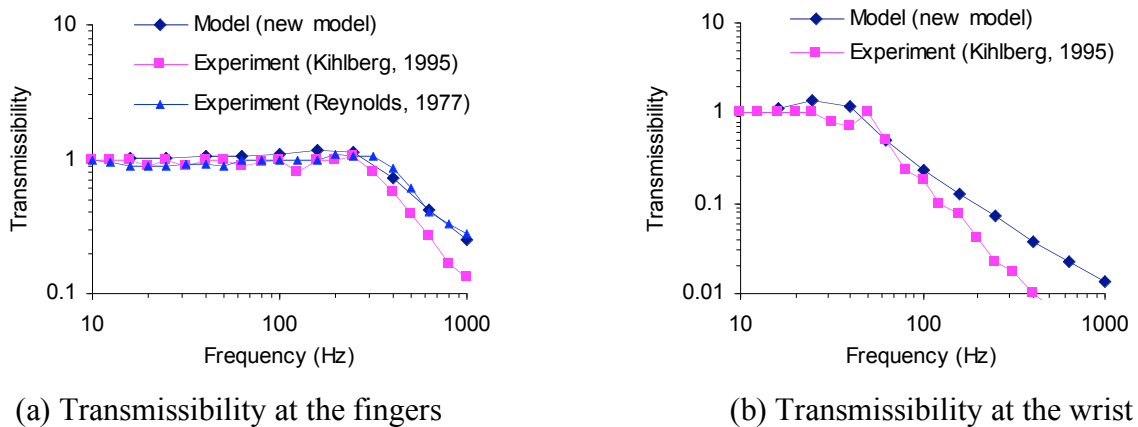 10
1
0.1
10
100
1000
Transmissibility
Frequency (Hz)
Model (new model)
Experiment (Kihlberg, 1995)
Experiment (Reynolds, 1977)
(a) Transmissibility at the fingers
10
1
0.1
0.01
10
100
1000
Transmissibility
Frequency (Hz)
Model (new model)
Experiment (Kihlberg, 1995)
(b) Transmissibility at the wrist